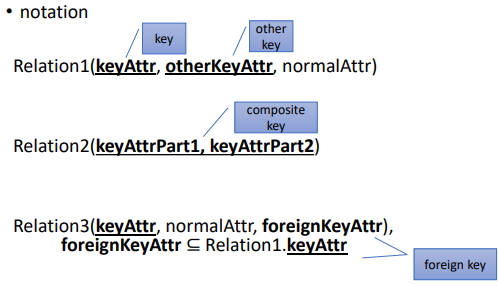 • notation
key
other
key
Relation1(keyAttr, otherKeyAttr, normalAttr)
composite
key
Relation2(keyAttrPart1, keyAttrPart2)
Relation3(keyAttr, normalAttr, foreignKeyAttr),
foreignKeyAttr ⊆ Relation1.keyAttr
foreign key